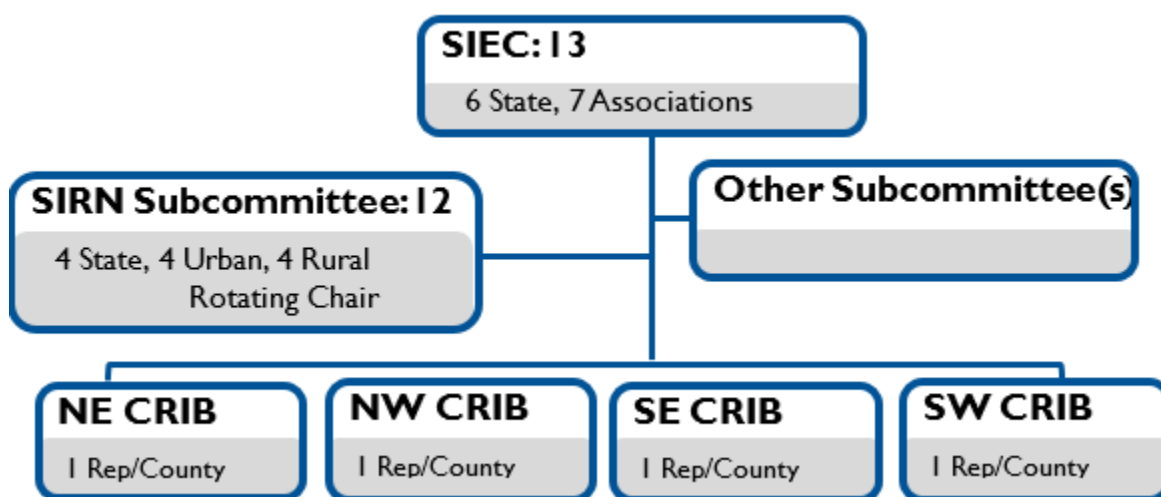 SIEC: 13
6 State, 7 Associations
SIRN Subcommittee: 12
4 State, 4 Urban, 4 Rural
Rotating Chair
Other Subcommittee(s)
NE CRIB
1 Rep/County
NW CRIB
1 Rep/County
SE CRIB
1 Rep/County
SW CRIB
1 Rep/County